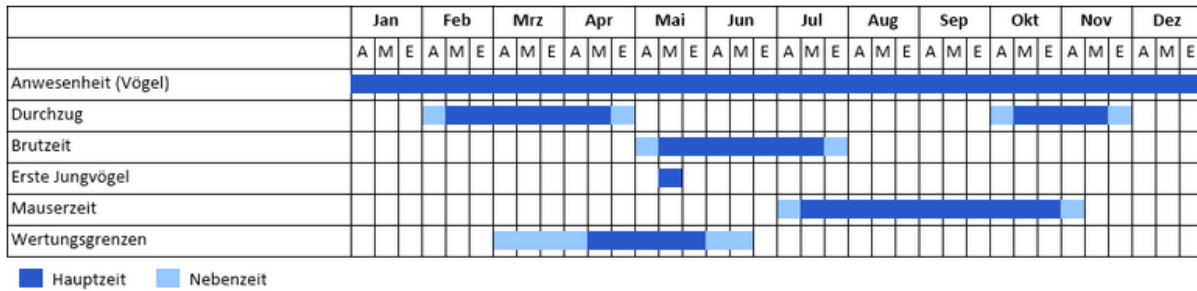 Jan Feb Mrz Apr Mai Jun Jul Aug Sep Okt Nov Dez
A M E A M E A M E A M E A M E A M E A M E A M E A M E A M E A M E A M E
Anwesenheit (Vögel)
Durchzug
Brutzeit
Erste Jungvögel
Mauserzeit
Wertungsgrenzen
Hauptzeit Nebenzeit